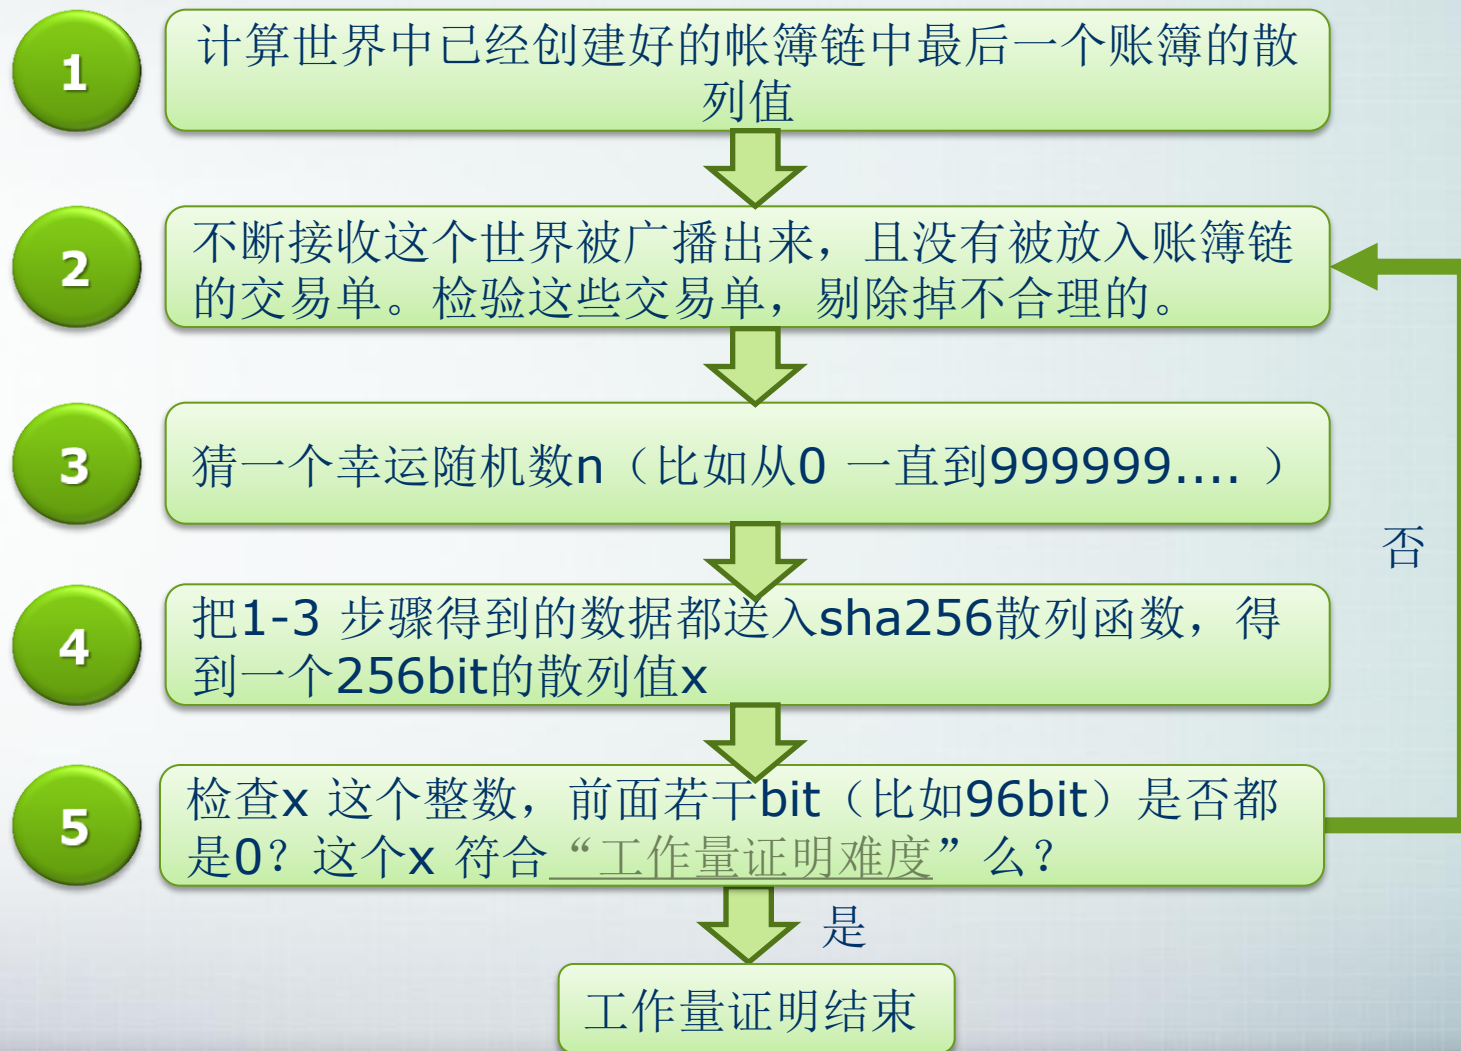 1
计算世界中已经创建好的帐簿链中最后一个账簿的散
列值
2
不断接收这个世界被广播出来，且没有被放入账簿链
的交易单。检验这些交易单，剔除掉不合理的。
3
猜一个幸运随机数n（比如从0 一直到999999.... ）
否
4
把1-3 步骤得到的数据都送入sha256散列函数，得
到一个256bit的散列值x
5
检查x 这个整数，前面若干bit（比如96bit）是否都
是0？这个x 符合“工作量证明难度”么？
是
工作量证明结束